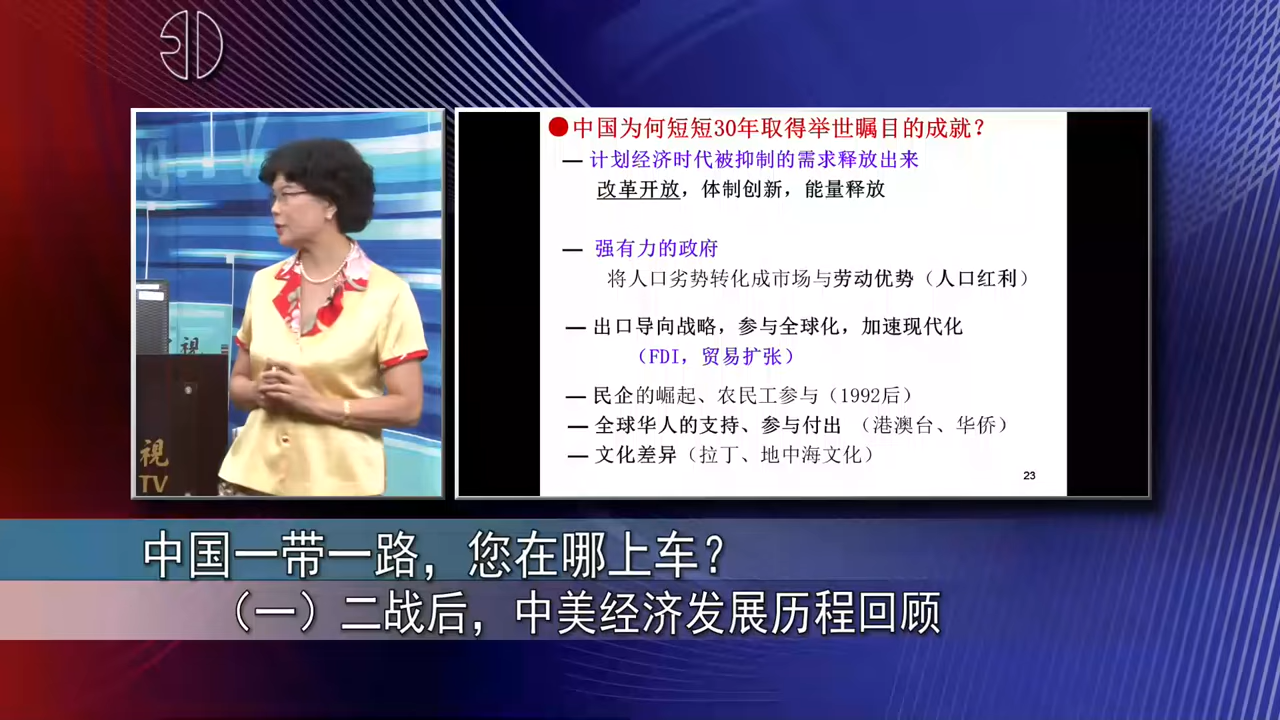 ng.TV
視
視
TV
●中国为何短短30年取得举世瞩目的成就？
— 计划经济时代被抑制的需求释放出来
改革开放，体制创新，能量释放
— 强有力的政府
将人口劣势转化成市场与劳动优势（人口红利）
— 出口导向战略，参与全球化，加速现代化
（FDI，贸易扩张）
— 民企的崛起、农民工参与（1992后）
— 全球华人的支持、参与付出 （港澳台、华侨）
— 文化差异（拉丁、地中海文化）
23
中国一带一路，您在哪上车？
（一）二战后，中美经济发展历程回顾